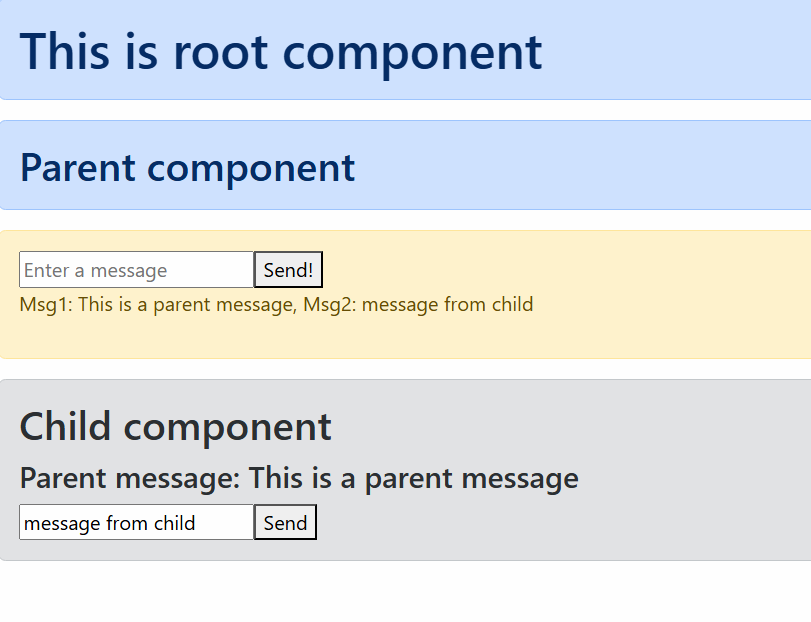 This is root component
Parent component
Enter a message Send!
Msg1: This is a parent message, Msg2: message from child
Child component
Parent message: This is a parent message
message from child Send